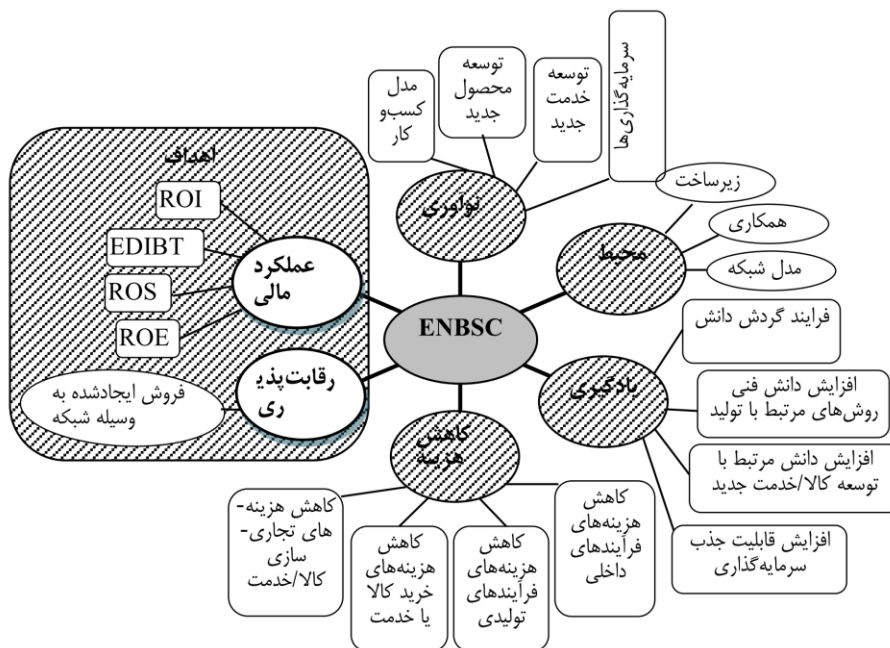 اهداف
ROI
EDIBT
ROS
ROE
عملکرد
مالی
رقابت‌پذی
ری
فروش ایجادشده به
وسیله شبکه
ENBSC
نوآوری
مدل
کسب‌و
کار
توسعه
محصول
جدید
توسعه
خدمت
جدید
سرمایه‌گذاری‌ها
محیط
زیرساخت
همکاری
مدل شبکه
یادگیری
فرایند گردش دانش
افزایش دانش فنی
روش‌های مرتبط با تولید
افزایش دانش مرتبط با
توسعه کالا/خدمت جدید
افزایش قابلیت جذب
سرمایه‌گذاری
کاهش
هزینه
کاهش
هزینه‌های
فرآیندهای
داخلی
کاهش
هزینه‌های
فرآیندهای
تولیدی
کاهش
هزینه‌های
خرید کالا
یا خدمت
کاهش هزینه-
های تجاری-
سازی
کالا/خدمت